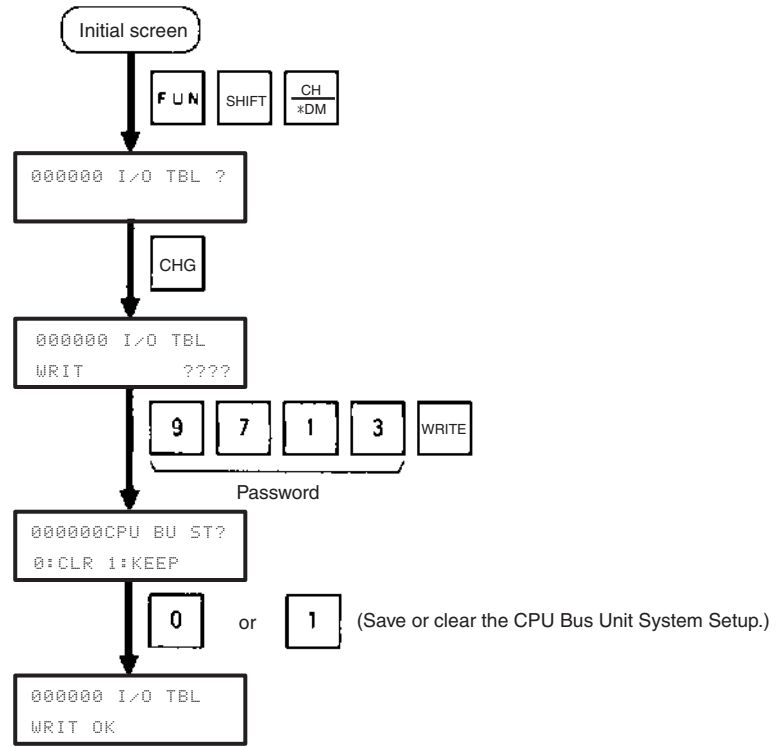 Initial screen
FUN SHIFT CH
*DM
000000 I/O TBL ?
CHG
000000 I/O TBL
WRIT ????
9 7 1 3 WRITE
Password
000000CPU BU ST?
0:CLR 1:KEEP
0 or 1 (Save or clear the CPU Bus Unit System Setup.)
000000 I/O TBL
WRIT OK